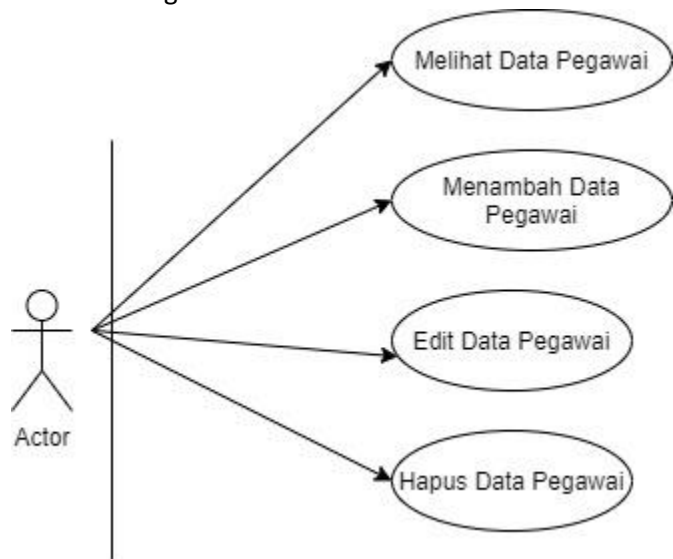 Melihat Data Pegawai
Menambah Data
Pegawai
Edit Data Pegawai
Actor
Hapus Data Pegawai